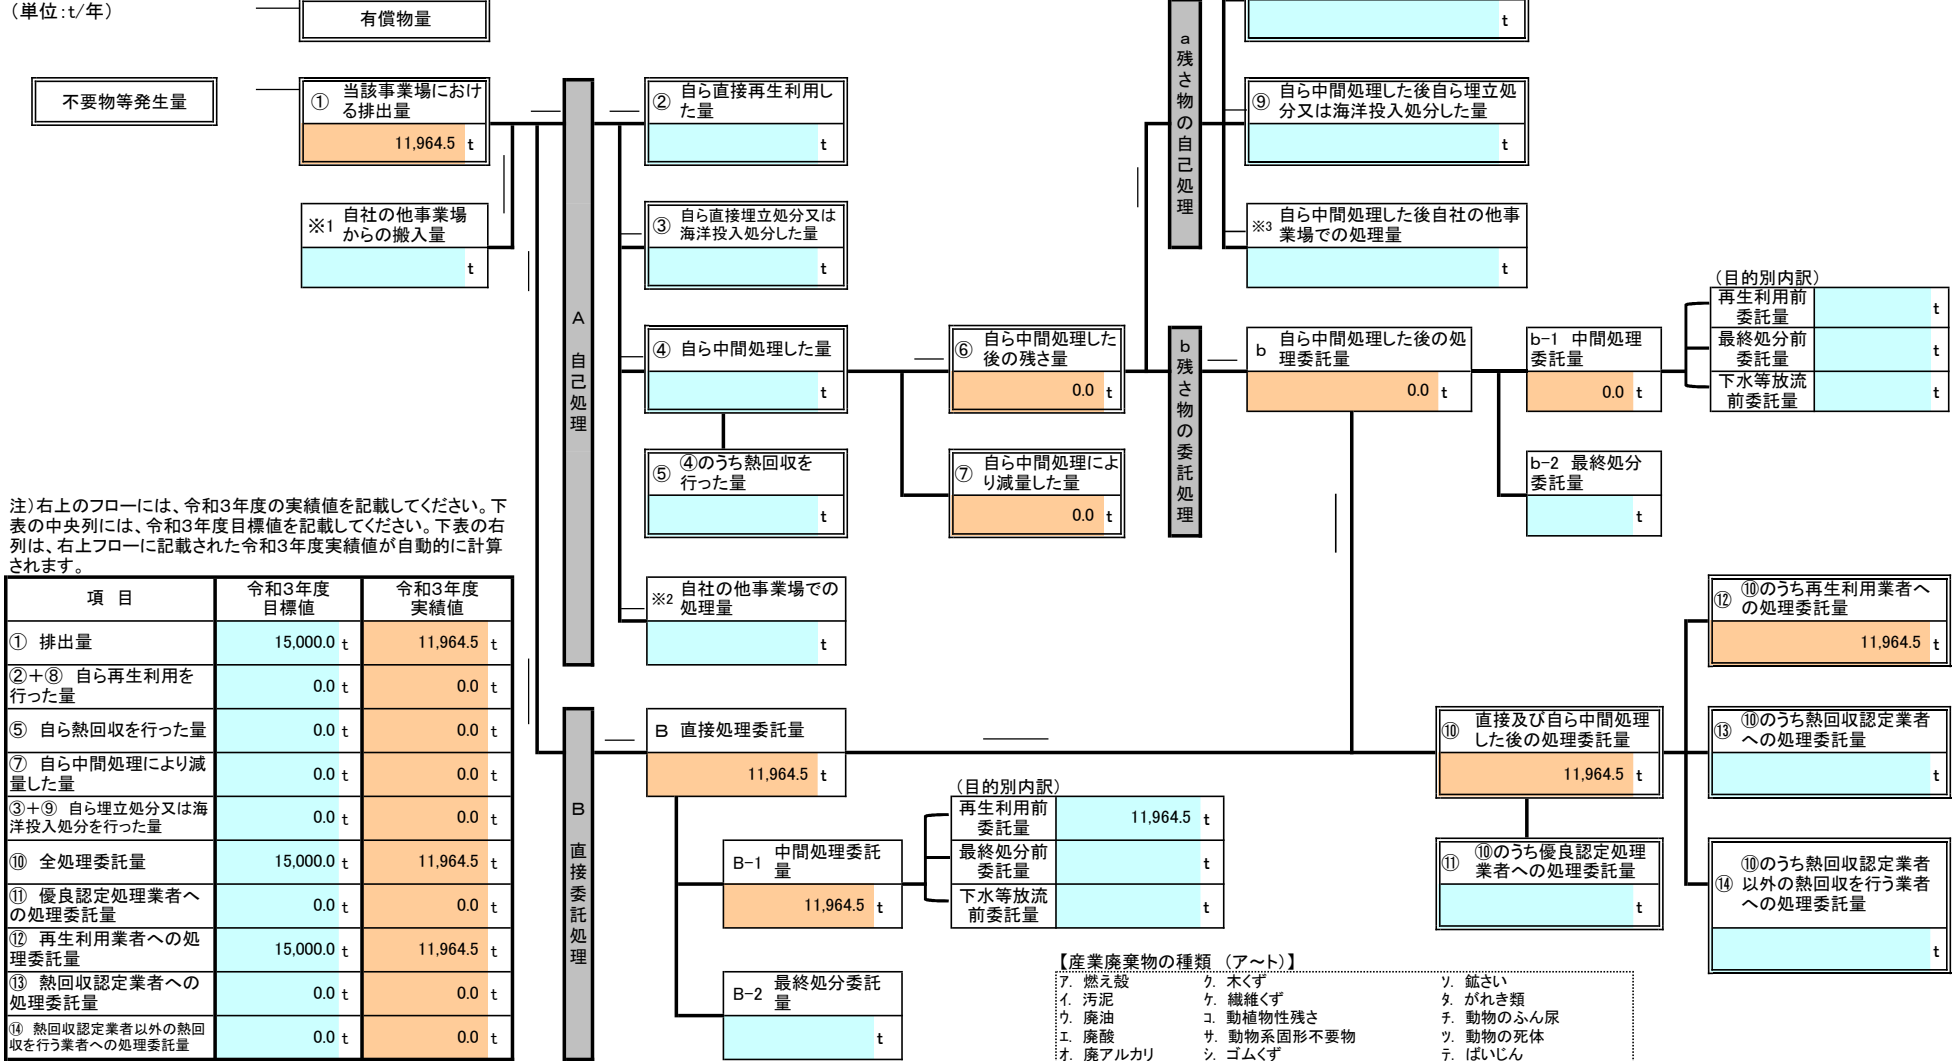 （単位：t/年）
有償物量
t
不要物等発生量
① 当該事業場におけ
る排出量
11,964.5 t
※1 自社の他事業場
からの搬入量
t
A 自己処理
② 自ら直接再生利用し
た量
t
③ 自ら直接埋立処分又は
海洋投入処分した量
t
④ 自ら中間処理した量
t
⑤ ④のうち熱回収を
行った量
t
※2 自社の他事業場での
処理量
t
⑥ 自ら中間処理した
後の残さ量
0.0 t
⑦ 自ら中間処理によ
り減量した量
0.0 t
a残さ物の自己処理
⑨ 自ら中間処理した後自ら埋立処
分又は海洋投入処分した量
t
※3 自ら中間処理した後自社の他事
業場での処理量
t
b残さ物の委託処理
b 自ら中間処理した後の処
理委託量
0.0 t
b-1 中間処理
委託量
0.0 t
（目的別内訳）
再生利用前
委託量 t
最終処分前
委託量 t
下水等放流
前委託量 t
b-2 最終処分
委託量
t
注）右上のフローには、令和3年度の実績値を記載してください。下
表の中央列には、令和3年度目標値を記載してください。下表の右
列は、右上フローに記載された令和3年度実績値が自動的に計算
されます。
項 目 令和3年度 目標値 令和3年度 実績値
① 排出量 15,000.0 t 11,964.5 t
②＋⑧ 自ら再生利用を
行った量 0.0 t 0.0 t
⑤ 自ら熱回収を行った量 0.0 t 0.0 t
⑦ 自ら中間処理により減
量した量 0.0 t 0.0 t
③＋⑨ 自ら埋立処分又は海
洋投入処分を行った量 0.0 t 0.0 t
⑩ 全処理委託量 15,000.0 t 11,964.5 t
⑪ 優良認定処理業者へ
の処理委託量 0.0 t 0.0 t
⑫ 再生利用業者への処
理委託量 15,000.0 t 11,964.5 t
⑬ 熱回収認定業者への
処理委託量 0.0 t 0.0 t
⑭ 熱回収認定業者以外の熱回
収を行う業者への処理委託量 0.0 t 0.0 t
B 直接委託処理
B 直接処理委託量
11,964.5 t
B-1 中間処理委託
量
11,964.5 t
（目的別内訳）
再生利用前
委託量 11,964.5 t
最終処分前
委託量 t
下水等放流
前委託量 t
B-2 最終処分委託
量
t
⑩ 直接及び自ら中間処理
した後の処理委託量
11,964.5 t
⑪ ⑩のうち優良認定処理
業者への処理委託量
t
⑫ ⑩のうち再生利用業者へ
の処理委託量
11,964.5 t
⑬ ⑩のうち熱回収認定業者
への処理委託量
t
⑭ ⑩のうち熱回収認定業者
以外の熱回収を行う業者
への処理委託量
t
【産業廃棄物の種類 （ア～ト）】
ア. 燃え殻 ク. 木くず ソ. 鉱さい
イ. 汚泥 ケ. 繊維くず タ. がれき類
ウ. 廃油 コ. 動植物性残さ チ. 動物のふん尿
エ. 廃酸 サ. 動物系固形不要物 ツ. 動物の死体
オ. 廃アルカリ シ. ゴムくず テ. ばいじん